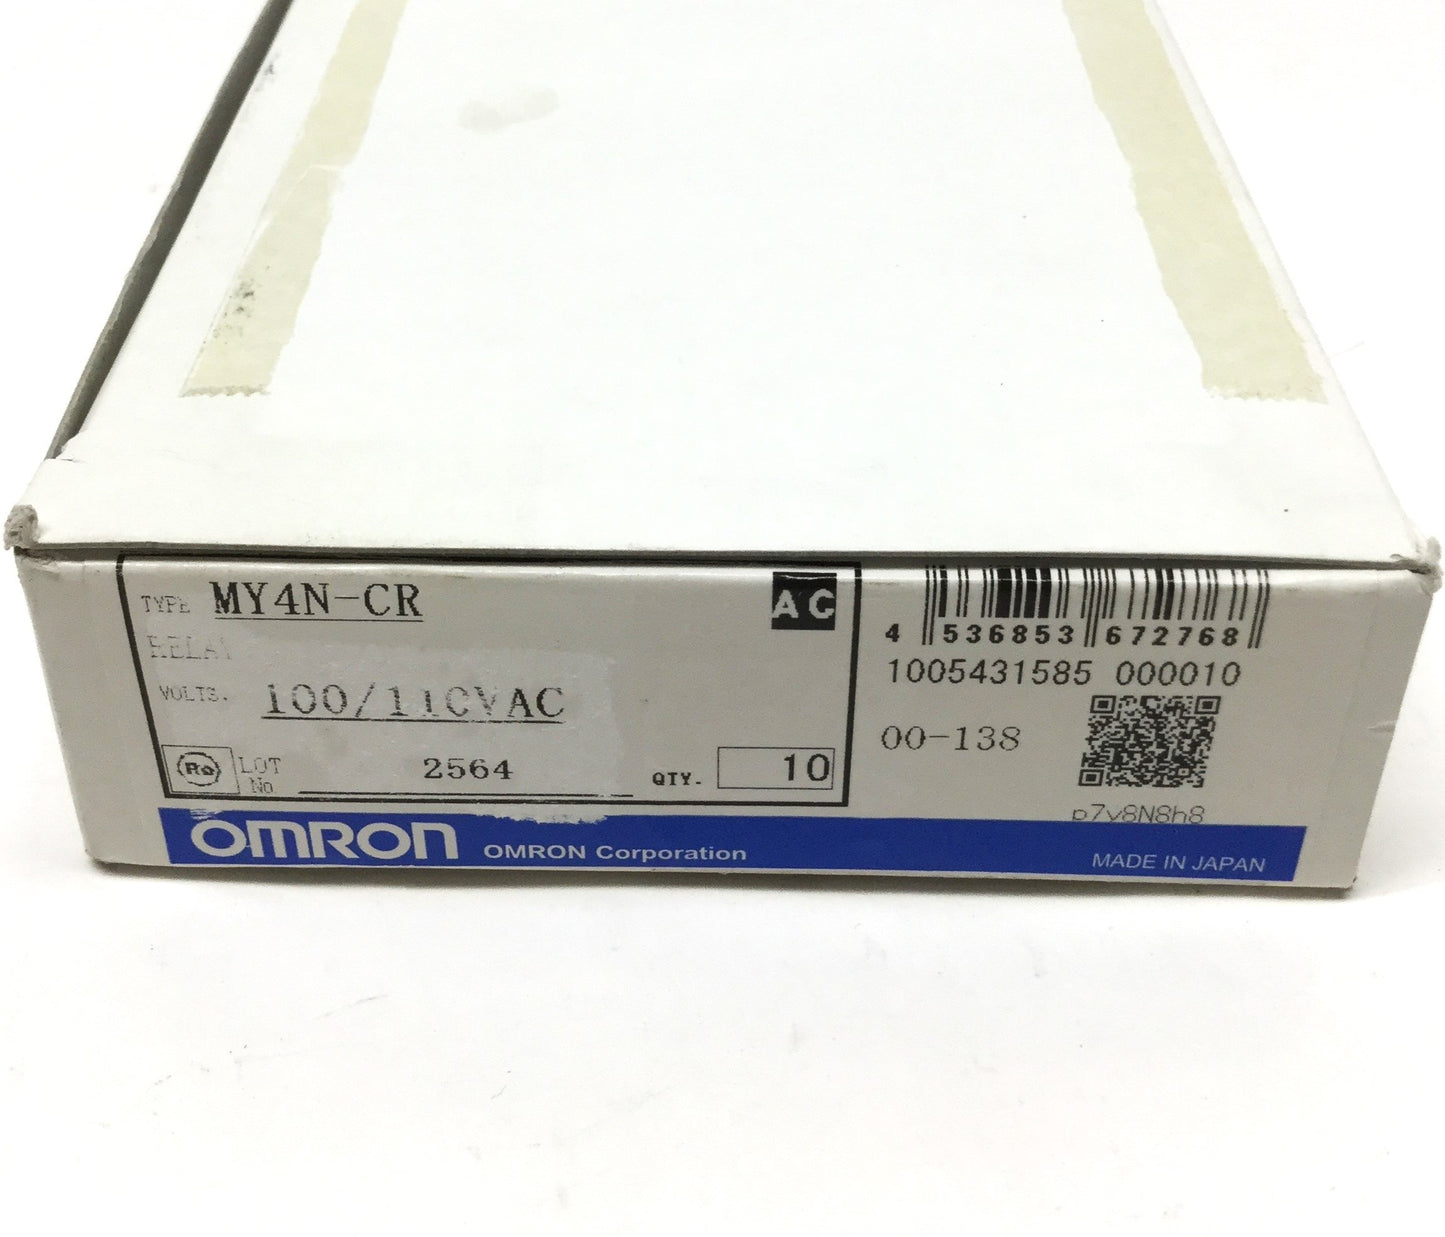 TYPE MY4N-CR
AC
RELAY
VOLTS. 100/110VAC
Ro LOT No. 2564 QTY. 10
4 536853 672768
1005431585 000010
00-138
p7v8N8h8
OMRON OMRON Corporation MADE IN JAPAN